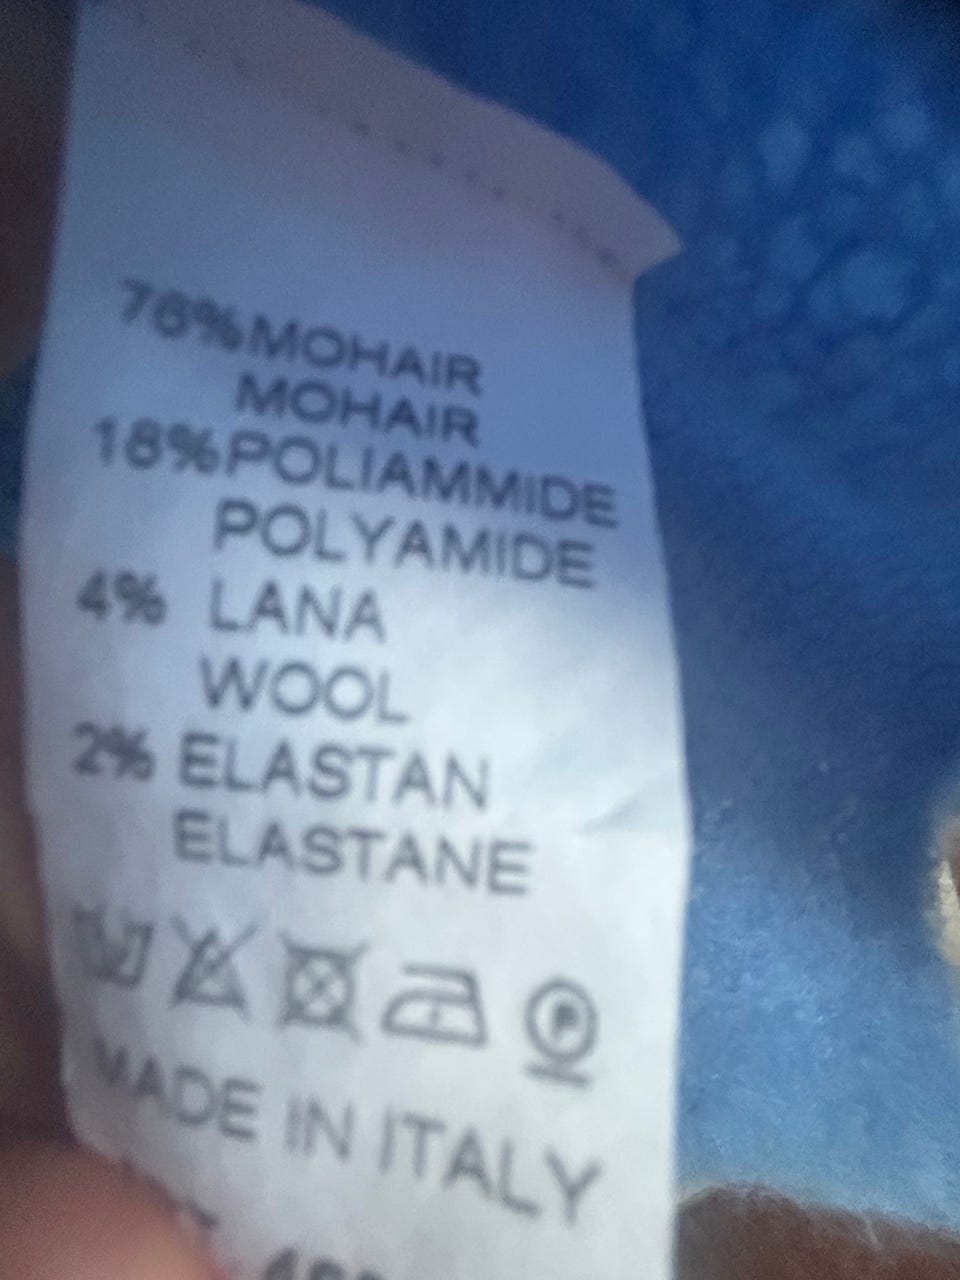 76%MOHAIR
MOHAIR
18%POLIAMMIDE
POLYAMIDE
4% LANA
WOOL
2% ELASTAN
ELASTANE
P
MADE IN ITALY